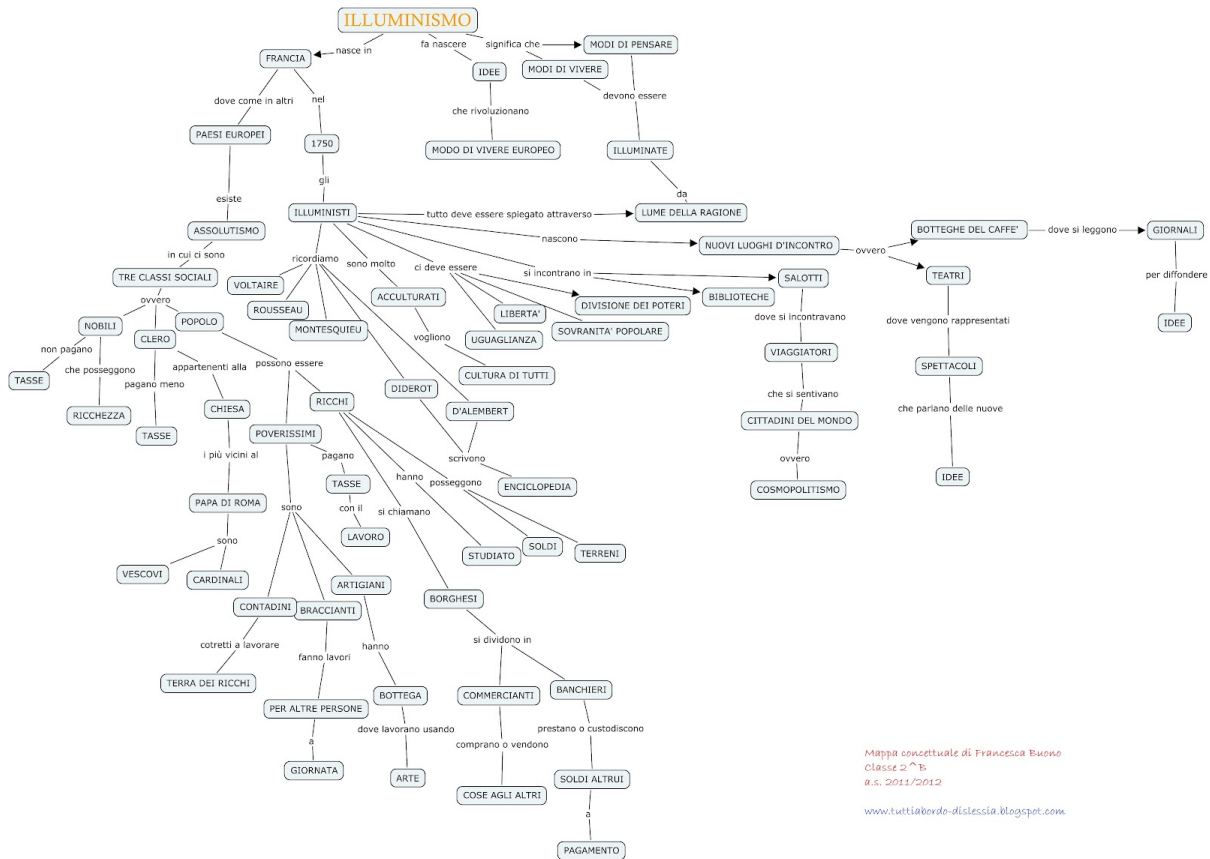 ILLUMINISMO
nasce in
fa nascere
significa che
MODI DI PENSARE
FRANCIA
IDEE
MODI DI VIVERE
devono essere
dove come in altri
nel
che rivoluzionano
PAESI EUROPEI
1750
MODO DI VIVERE EUROPEO
ILLUMINATE
gli
da
esiste
ILLUMINISTI
tutto deve essere spiegato attraverso
LUME DELLA RAGIONE
ASSOLUTISMO
nascono
NUOVI LUOGHI D'INCONTRO
ovvero
BOTTEGHE DEL CAFFE'
dove si leggono
GIORNALI
in cui ci sono
ricordiamo
sono molto
ci deve essere
si incontrano in
SALOTTI
TEATRI
per diffondere
TRE CLASSI SOCIALI
VOLTAIRE
ACCULTURATI
DIVISIONE DEI POTERI
BIBLIOTECHE
ovvero
ROUSSEAU
LIBERTA'
dove si incontravano
dove vengono rappresentati
IDEE
NOBILI
POPOLO
MONTESQUIEU
UGUAGLIANZA
SOVRANITA' POPOLARE
CLERO
vogliono
VIAGGIATORI
non pagano
che posseggono
appartenenti alla
possono essere
CULTURA DI TUTTI
SPETTACOLI
TASSE
pagano meno
DIDEROT
che si sentivano
RICCHEZZA
CHIESA
RICCHI
D'ALEMBERT
CITTADINI DEL MONDO
che parlano delle nuove
TASSE
POVERISSIMI
i più vicini al
pagano
scrivono
ovvero
hanno
posseggono
TASSE
ENCICLOPEDIA
COSMOPOLITISMO
IDEE
PAPA DI ROMA
sono
con il
si chiamano
sono
LAVORO
STUDIATO
SOLDI
TERRENI
VESCOVI
CARDINALI
ARTIGIANI
CONTADINI
BRACCIANTI
BORGHESI
cotretti a lavorare
fanno lavori
hanno
si dividono in
TERRA DEI RICCHI
BOTTEGA
COMMERCIANTI
BANCHIERI
PER ALTRE PERSONE
dove lavorano usando
prestano o custodiscono
a
comprano o vendono
GIORNATA
ARTE
COSE AGLI ALTRI
SOLDI ALTRUI
a
PAGAMENTO
Mappa concettuale di Francesca Buono
Classe 2^B
a.s. 2011/2012
www.tuttiabordo-dislessia.blogspot.com